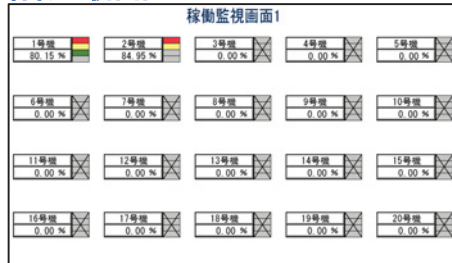 稼働監視画面1
1号機 2号機 3号機 4号機 5号機
80.15 % 84.95 % 0.00 % 0.00 % 0.00 %
6号機 7号機 8号機 9号機 10号機
0.00 % 0.00 % 0.00 % 0.00 % 0.00 %
11号機 12号機 13号機 14号機 15号機
0.00 % 0.00 % 0.00 % 0.00 % 0.00 %
16号機 17号機 18号機 19号機 20号機
0.00 % 0.00 % 0.00 % 0.00 % 0.00 %